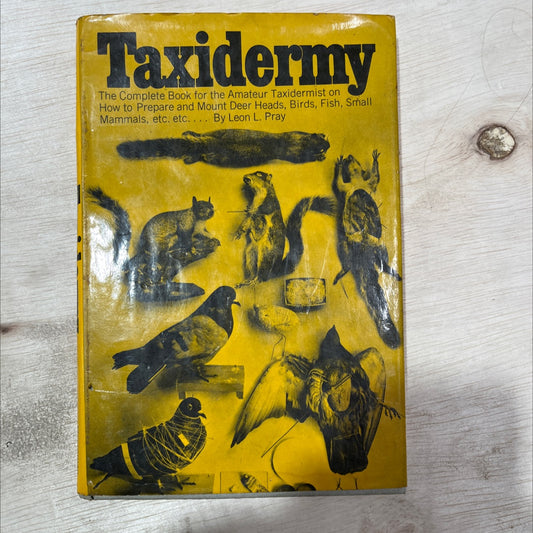 Taxidermy
The Complete Book for the Amateur Taxidermist on
How to Prepare and Mount Deer Heads, Birds, Fish, Small
Mammals, etc. etc. . . . By Leon L. Pray